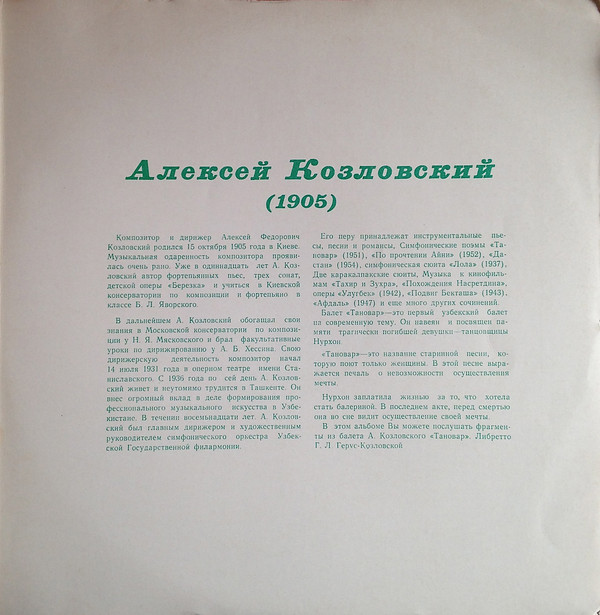 Алексей Козловский
(1905)
Композитор и дирижер Алексей Федорович
Козловский родился 15 октября 1905 года в Киеве.
Музыкальная одаренность композитора прояви-
лась очень рано. Уже в одиннадцать лет А. Коз-
ловский автор фортепьянных пьес, трех сонат,
детской оперы «Березка» и учиться в Киевской
консерватории по композиции и фортепьяно в
классе Б. Л. Яворского.
В дальнейшем А. Козловский обогащал свои
знания в Московской консерватории по компози-
ции у Н. Я. Мясковского и брал факультативные
уроки по дирижированию у А. Б. Хессина. Свою
дирижерскую деятельность композитор начал
14 июля 1931 года в оперном театре имени Ста-
ниславского. С 1936 года по сей день А. Козлов-
ский живет и неутомимо трудится в Ташкенте. Он
внес огромный вклад в деле формирования про-
фессионального музыкального искусства в Узбе-
кистане. В течении восемьнадцати лет А. Козлов-
ский был главным дирижером и художественным
руководителем симфонического оркестра Узбек-
ской Государственной филармонии.
Его перу принадлежат инструментальные пье-
сы, песни и романсы, Симфонические поэмы «Та-
новар» (1951), «По прочтении Айни» (1952), «Да-
стан» (1954), симфоническая сюита «Лола» (1937),
Две каракалпакские сюиты, Музыка к кинофиль-
мам «Тахир и Зухра», «Похождения Насретдина»,
оперы «Улугбек» (1942), «Подвиг Бекташа» (1943),
«Афдаль» (1947) и еще много других сочинений.
Балет «Тановар»—это первый узбекский балет
на современную тему. Он навеян и посвящен па-
мяти трагически погибшей девушки—танцовщицы
Нурхон.
«Тановар»—это название старинной песни, ко-
торую поют только женщины. В этой песне выра-
жается печаль о невозможности осуществления
мечты.
Нурхон заплатила жизнью за то, что хотела
стать балериной. В последнем акте, перед смертью
она во сне видит осуществление своей мечты.
В этом альбоме Вы можете послушать фрагмен-
ты из балета А. Козловского «Тановар». Либретто
Г. Л Герус-Козловской